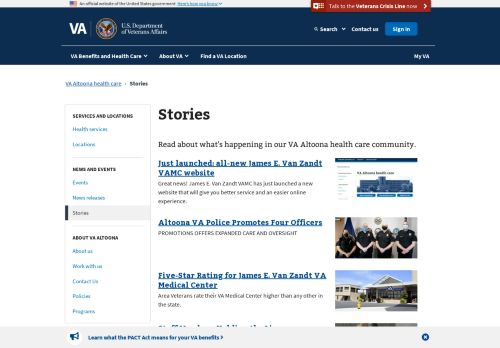 An official website of the United States government Here's how you know
Talk to the Veterans Crisis Line now
VA
U.S. Department
of Veterans Affairs
Search
Contact us
Sign in
VA Benefits and Health Care
About VA
Find a VA Location
My VA
VA Altoona health care › Stories
SERVICES AND LOCATIONS
Health services
Locations
NEWS AND EVENTS
Events
News releases
Stories
ABOUT VA ALTOONA
About us
Work with us
Contact Us
Policies
Programs
Stories
Read about what's happening in our VA Altoona health care community.
Just launched: all-new James E. Van Zandt
VAMC website
Great news! James E. Van Zandt VAMC has just launched a new
website that will give you better service and an easier online
experience.
VA Altoona health care
Altoona VA Police Promotes Four Officers
PROMOTIONS OFFERS EXPANDED CARE AND OVERSIGHT
Five-Star Rating for James E. Van Zandt VA
Medical Center
Area Veterans rate their VA Medical Center higher than any other in
the state.
Learn what the PACT Act means for your VA benefits